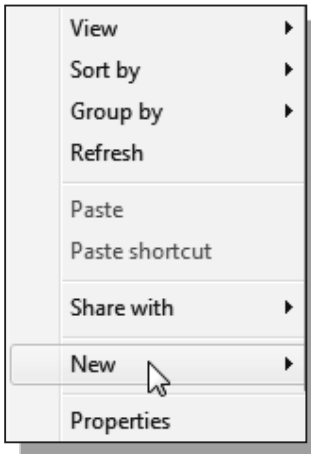 View
Sort by
Group by
Refresh
Paste
Paste shortcut
Share with
New
Properties